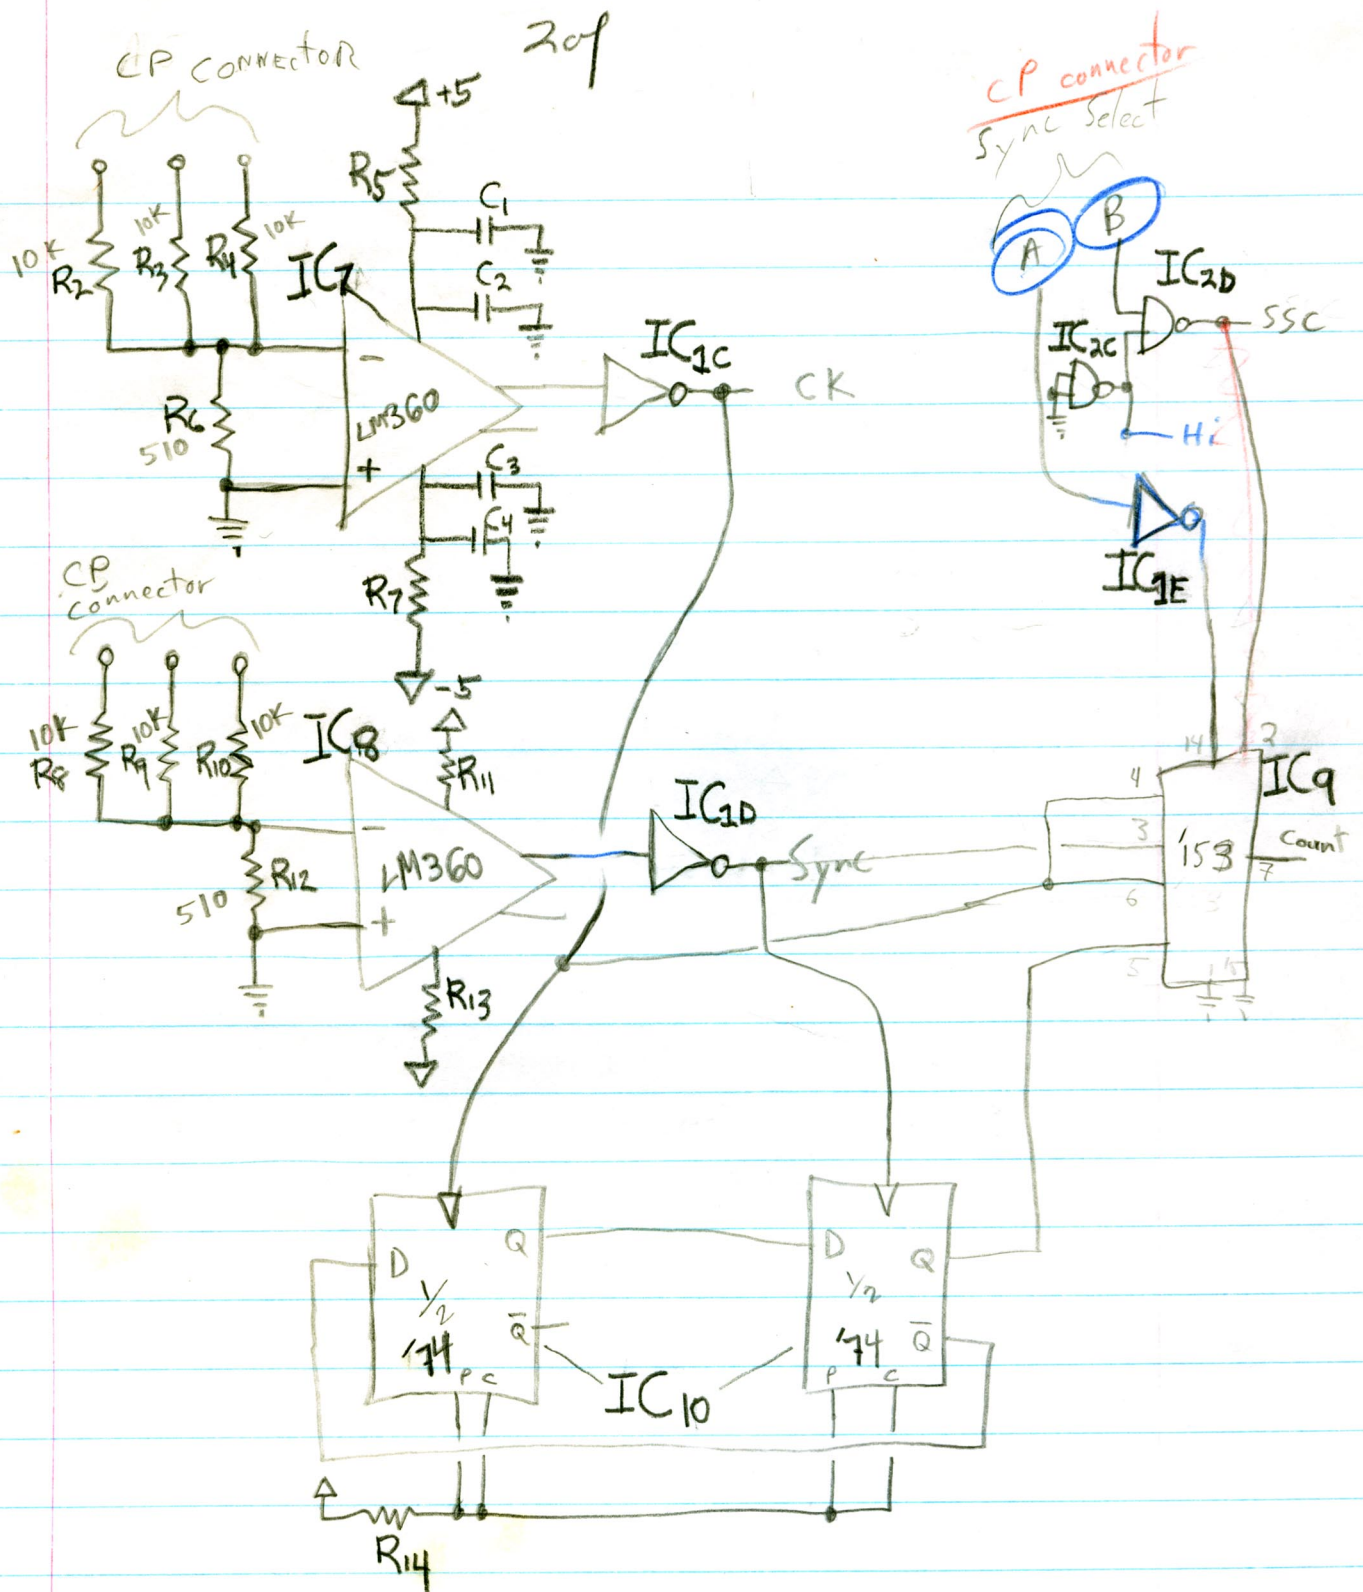 2of
CP CONNECTOR
+5
R5
C1
C2
10K
R2
10K
R3
R4
10K
IC7
-
LM360
+
R6
510
C3
C4
R7
-5
IC1C
CK
CP connector
Sync Select
A
B
IC2D
SSC
IC2C
Hi
IC1E
CP
connector
10K
R8
10K
R9
10K
R10
IC8
R11
-
LM360
+
R12
510
R13
IC1D
Sync
14
2
IC9
4
3
'153
6
5
Count
7
1
15
D
Q
1/2
'74
Q̅
P
C
IC10
D
Q
1/2
'74
Q̅
P
C
R14